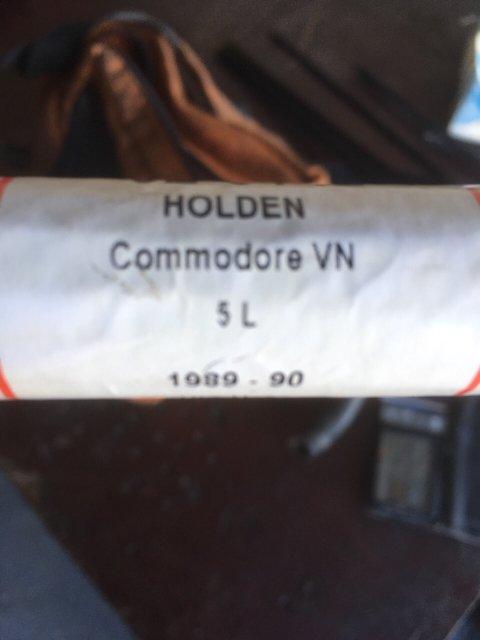 HOLDEN
Commodore VN
5 L
1989 - 90